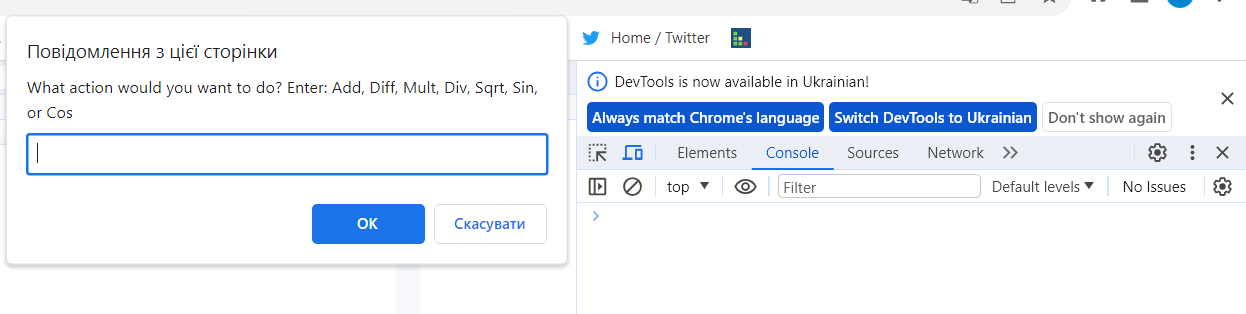 Повідомлення з цієї сторінки
What action would you want to do? Enter: Add, Diff, Mult, Div, Sqrt, Sin,
or Cos
OK
Скасувати
Home / Twitter
DevTools is now available in Ukrainian!
Always match Chrome's language
Switch DevTools to Ukrainian
Don't show again
Elements
Console
Sources
Network
top
Filter
Default levels
No Issues